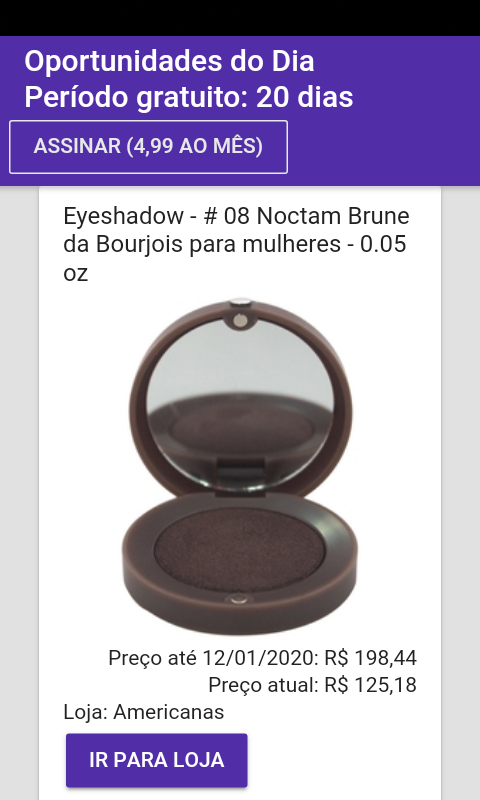 Oportunidades do Dia
Período gratuito: 20 dias
ASSINAR (4,99 AO MÊS)
Eyeshadow - # 08 Noctam Brune
da Bourjois para mulheres - 0.05
oz
Preço até 12/01/2020: R$ 198,44
Preço atual: R$ 125,18
Loja: Americanas
IR PARA LOJA